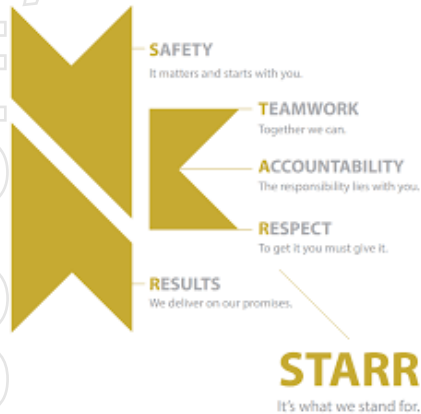 SAFETY
It matters and starts with you.
TEAMWORK
Together we can.
ACCOUNTABILITY
The responsibility lies with you.
RESPECT
To get it you must give it.
RESULTS
We deliver on our promises.
STARR
It's what we stand for.